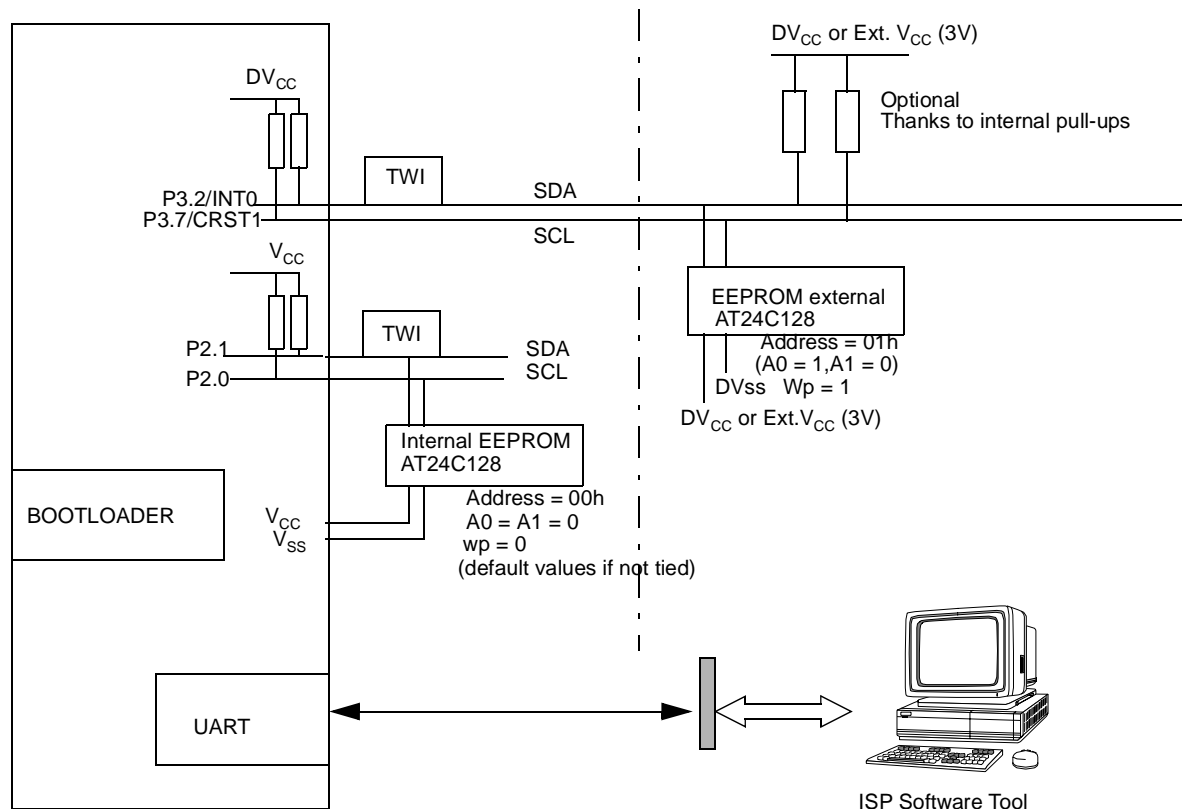 DVCC or Ext. VCC (3V)
DVCC
Optional
Thanks to internal pull-ups
TWI
P3.2/INT0
SDA
P3.7/CRST1
SCL
VCC
EEPROM external
AT24C128
TWI
Address = 01h
(A0 = 1,A1 = 0)
P2.1
SDA
P2.0
SCL
DVss Wp = 1
DVCC or Ext.VCC (3V)
Internal EEPROM
AT24C128
Address = 00h
A0 = A1 = 0
wp = 0
(default values if not tied)
BOOTLOADER
VCC
VSS
UART
ISP Software Tool